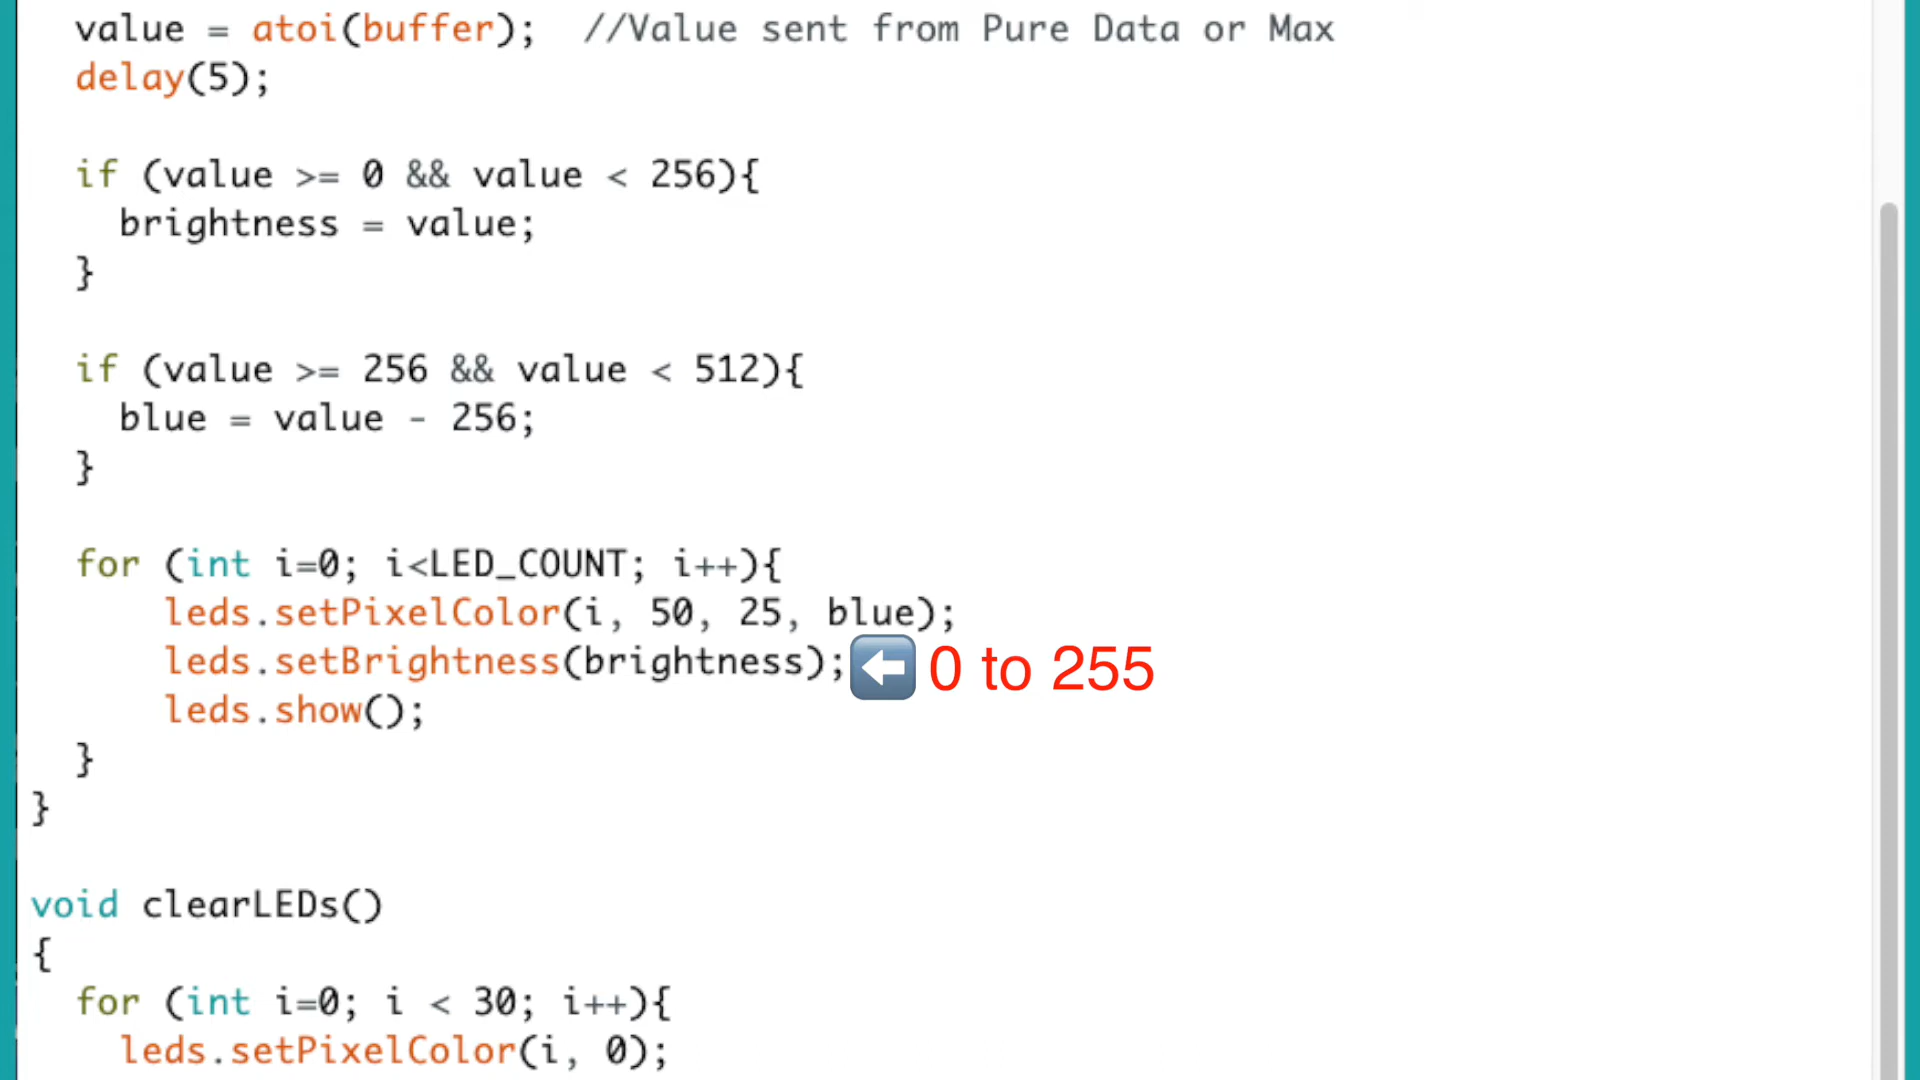 value = atoi(buffer);  //Value sent from Pure Data or Max
delay(5);
if (value >= 0 && value < 256){
brightness = value;
}
if (value >= 256 && value < 512){
blue = value - 256;
}
for (int i=0; i<LED_COUNT; i++){
leds.setPixelColor(i, 50, 25, blue);
leds.setBrightness(brightness); 0 to 255
leds.show();
}
}
void clearLEDs()
{
for (int i=0; i < 30; i++){
leds.setPixelColor(i, 0);